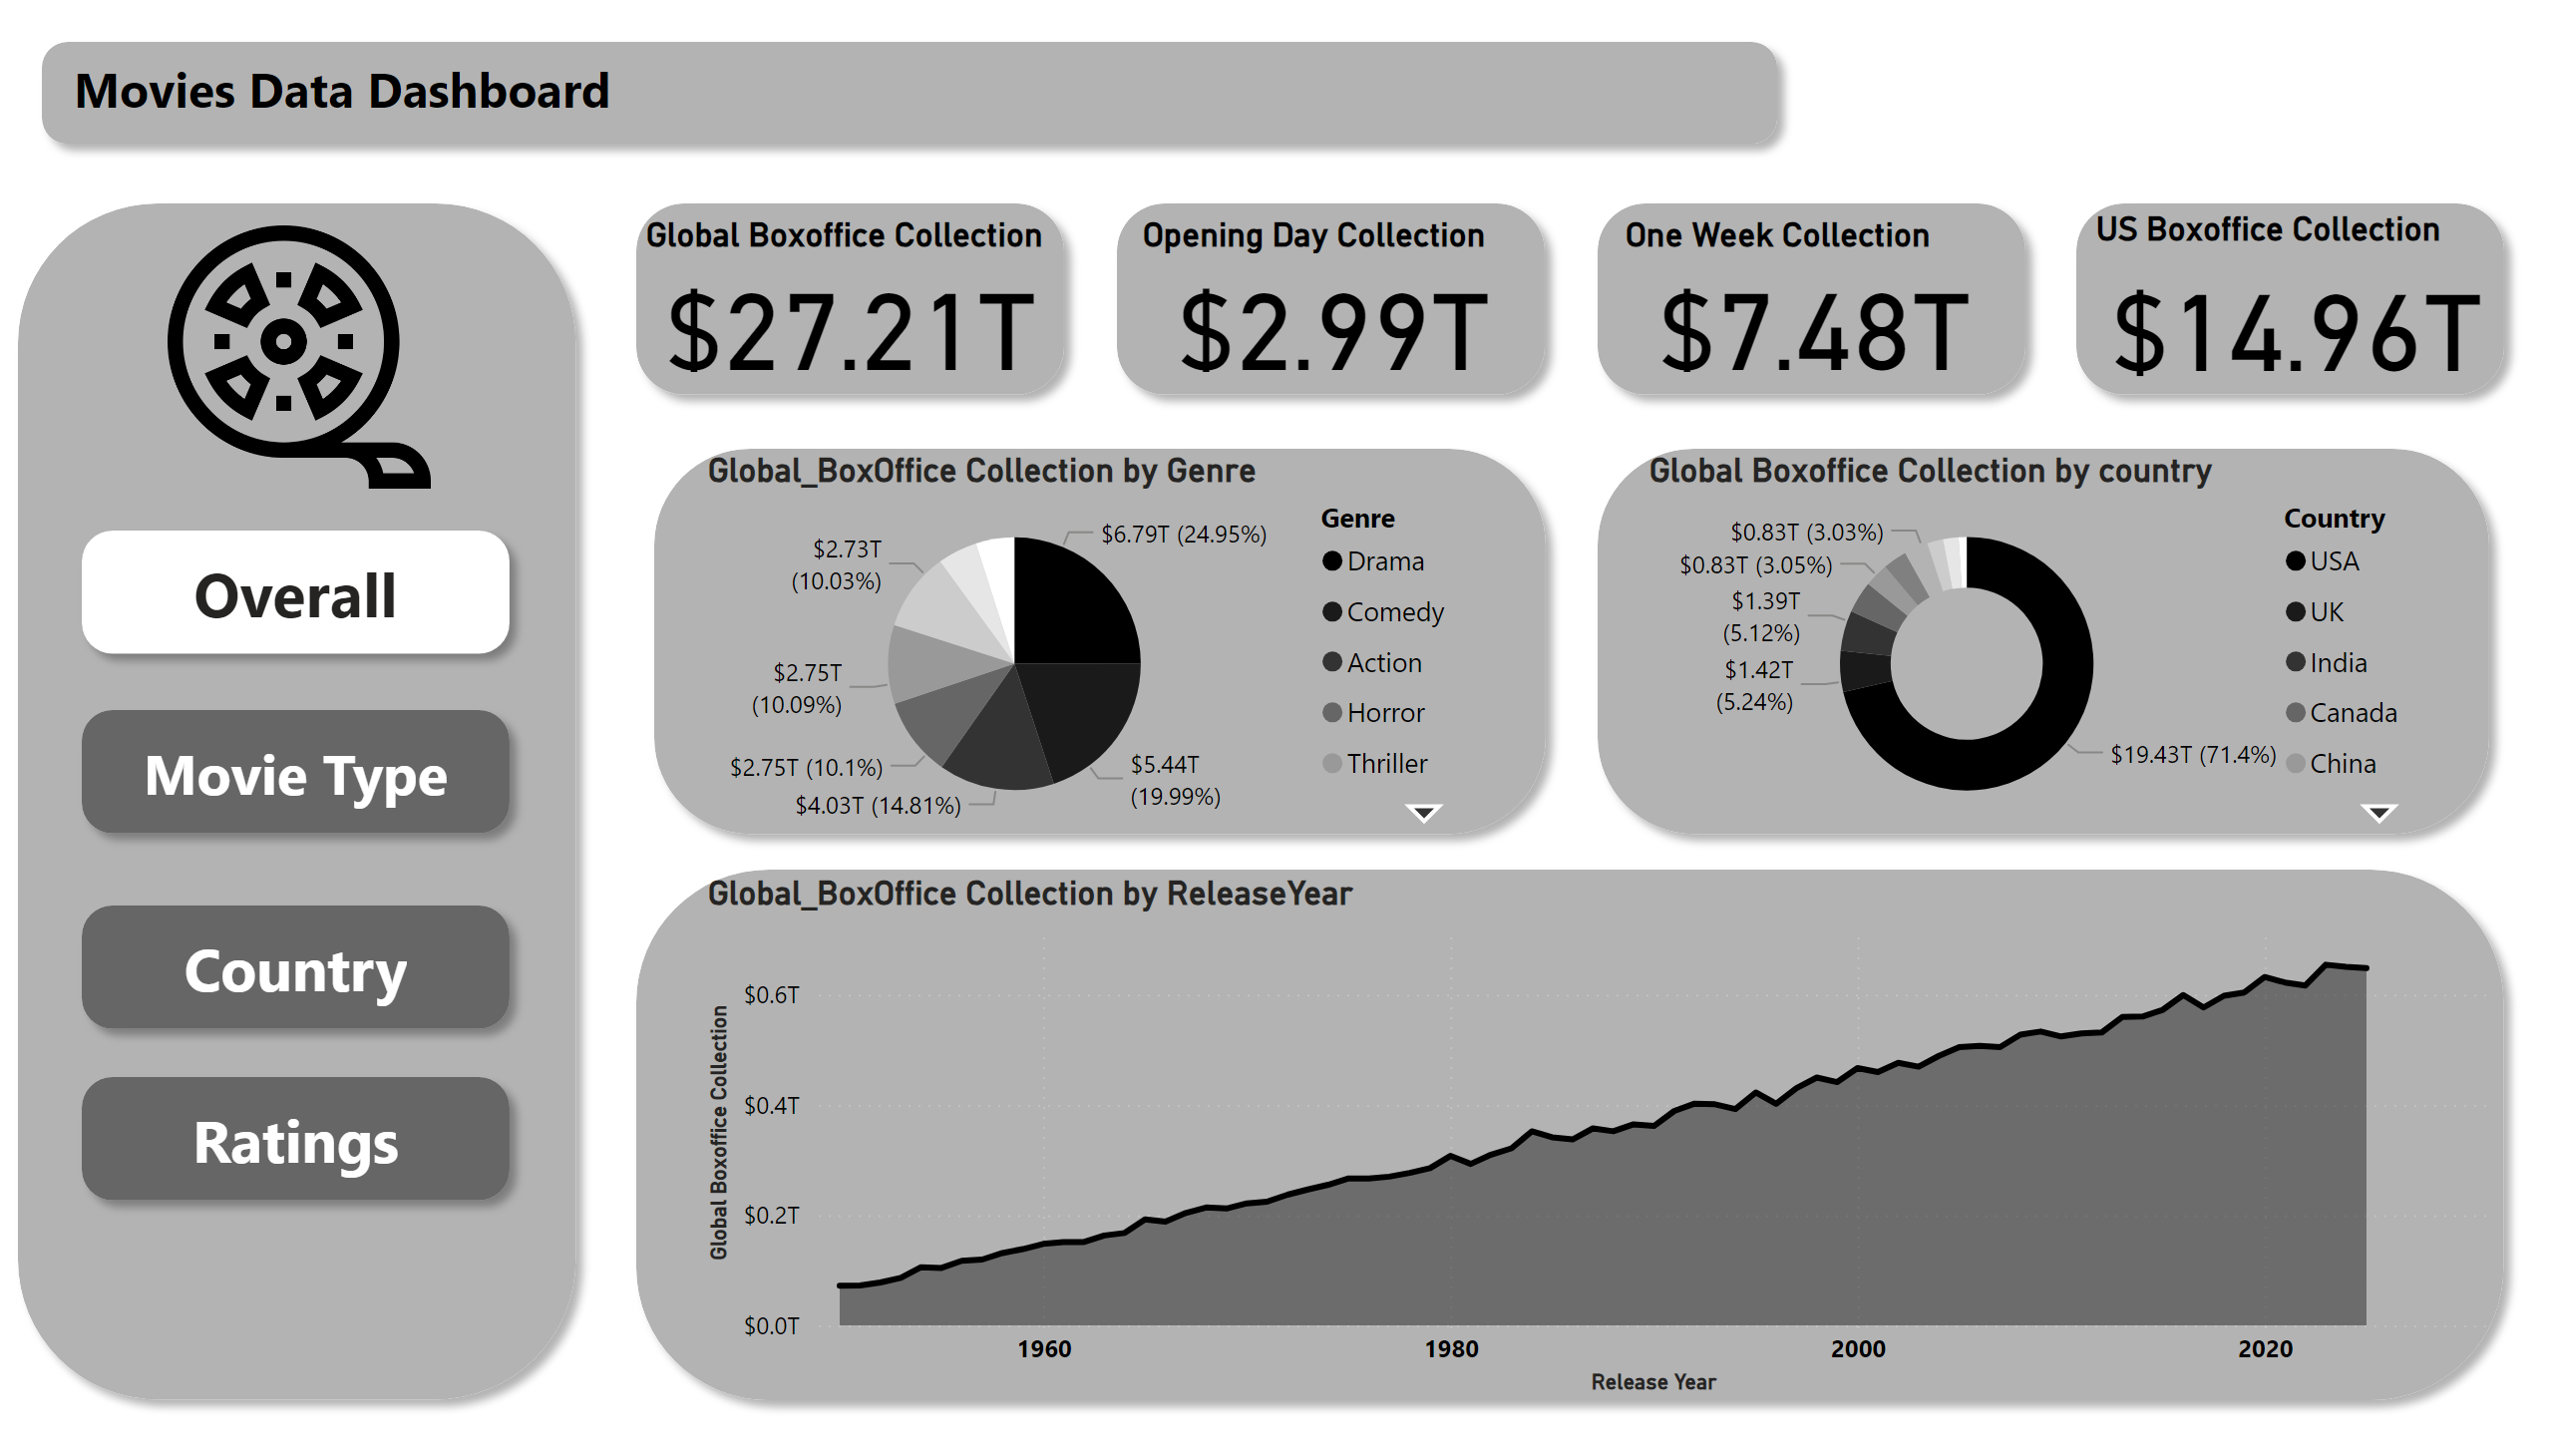 Movies Data Dashboard
Overall
Movie Type
Country
Ratings
Global Boxoffice Collection
$27.21T
Opening Day Collection
$2.99T
One Week Collection
$7.48T
US Boxoffice Collection
$14.96T
Global_BoxOffice Collection by Genre
$6.79T (24.95%)
$5.44T
(19.99%)
$4.03T (14.81%)
$2.75T (10.1%)
$2.75T
(10.09%)
$2.73T
(10.03%)
Genre
Drama
Comedy
Action
Horror
Thriller
Global Boxoffice Collection by country
$0.83T (3.03%)
$0.83T (3.05%)
$1.39T
(5.12%)
$1.42T
(5.24%)
$19.43T (71.4%)
Country
USA
UK
India
Canada
China
Global_BoxOffice Collection by ReleaseYear
Global Boxoffice Collection
$0.6T
$0.4T
$0.2T
$0.0T
1960
1980
2000
2020
Release Year